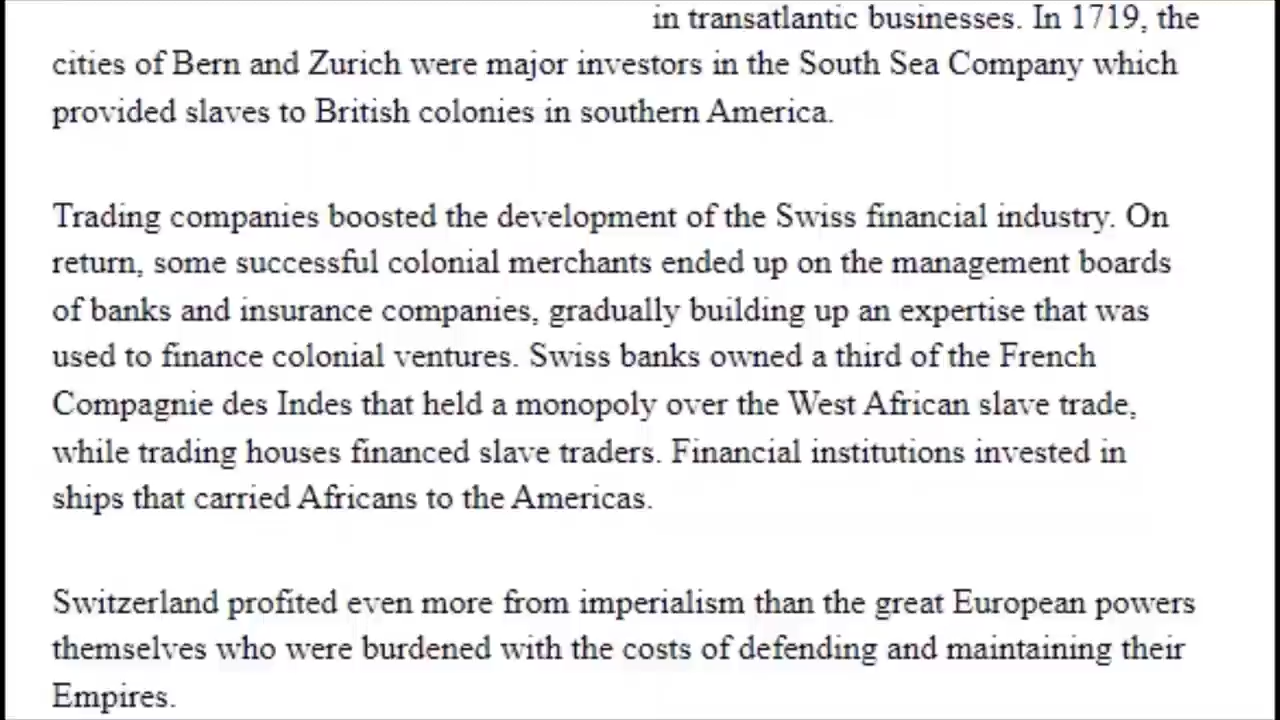 in transatlantic businesses. In 1719, the
cities of Bern and Zurich were major investors in the South Sea Company which
provided slaves to British colonies in southern America.
Trading companies boosted the development of the Swiss financial industry. On
return, some successful colonial merchants ended up on the management boards
of banks and insurance companies, gradually building up an expertise that was
used to finance colonial ventures. Swiss banks owned a third of the French
Compagnie des Indes that held a monopoly over the West African slave trade,
while trading houses financed slave traders. Financial institutions invested in
ships that carried Africans to the Americas.
Switzerland profited even more from imperialism than the great European powers
themselves who were burdened with the costs of defending and maintaining their
Empires.